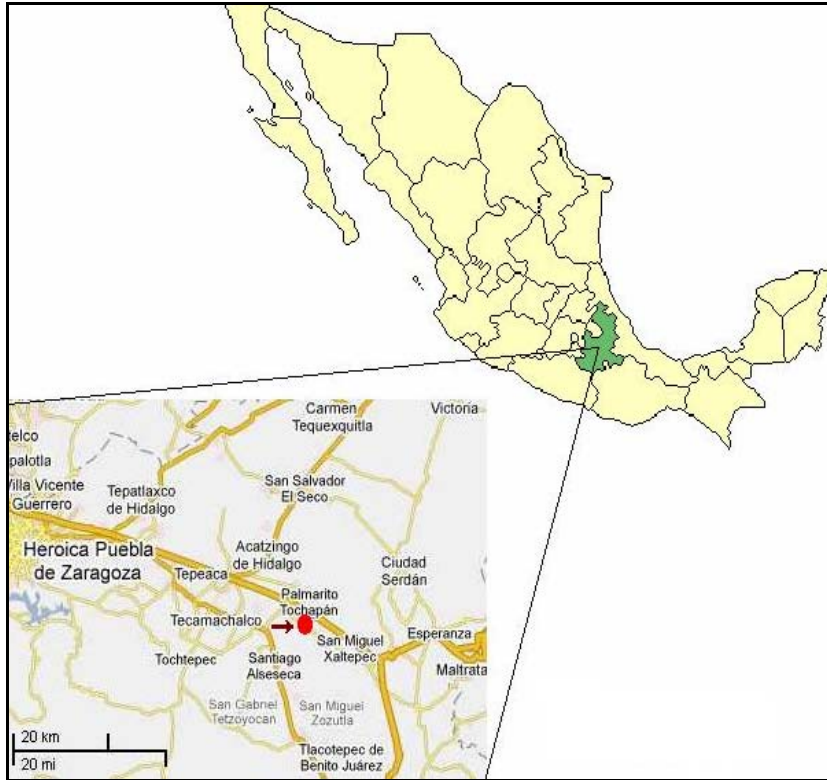 Carmen
Tequexquitla
Victoria
telco
palotla
Villa Vicente
Guerrero
Tepatlaxco
de Hidalgo
San Salvador
El Seco
Heroica Puebla
de Zaragoza
Acatzingo
de Hidalgo
Tepeaca
Ciudad
Serdán
Palmarito
Tochapán
Tecamachalco
San Miguel
Xaltepec
Esperanza
Maltrata
Tochtepec
Santiago
Alseseca
San Gabriel
Tetzoyocan
San Miguel
Zozutla
Tlacotepec de
Benito Juárez
20 km
20 mi